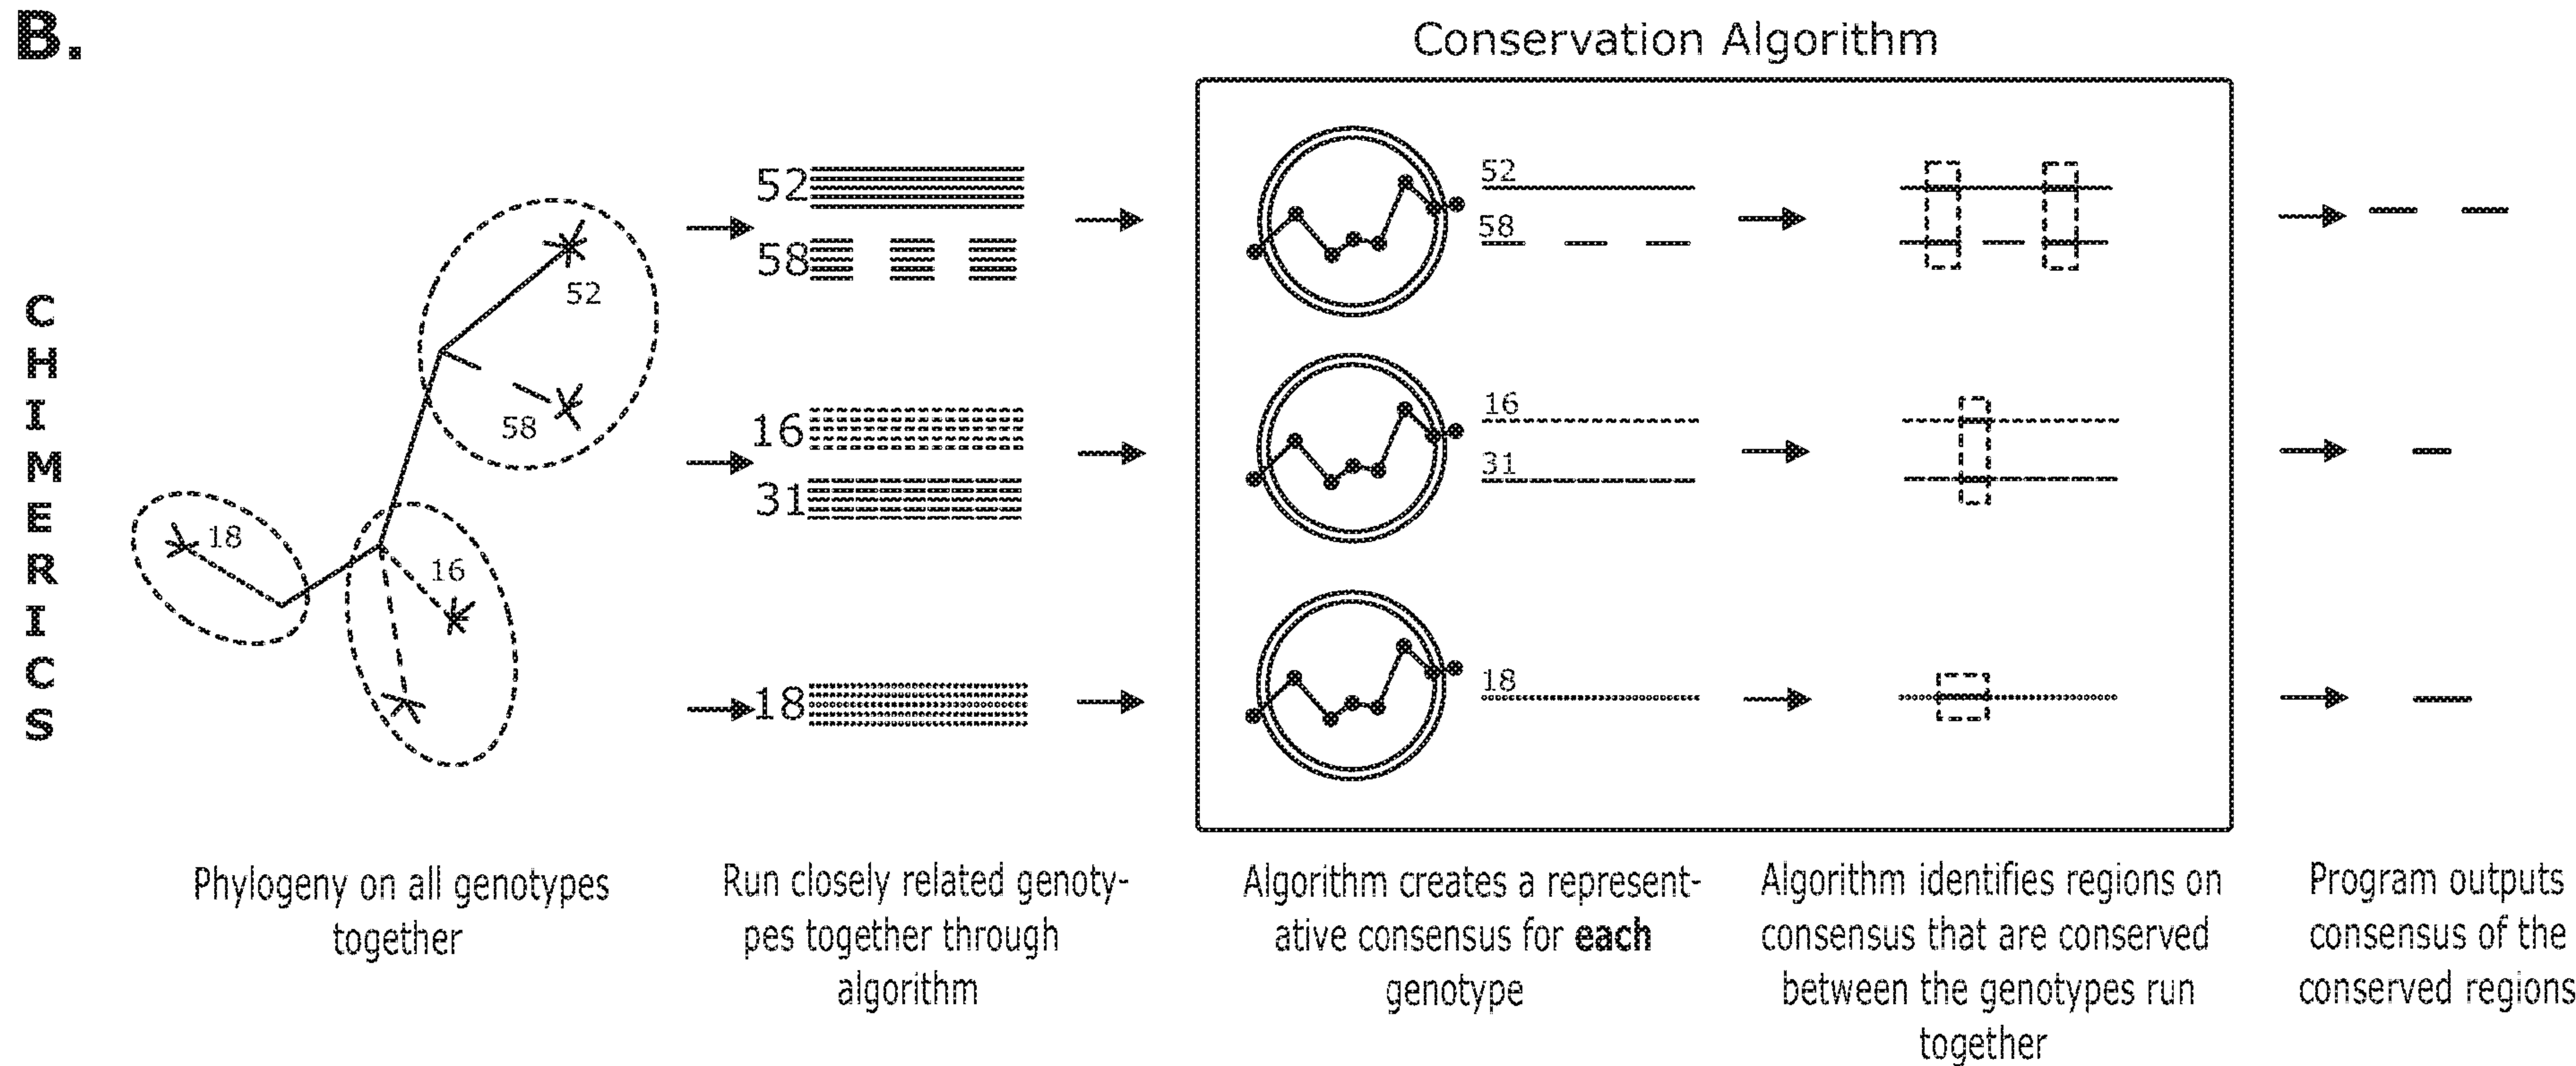 B.
Conservation Algorithm
CHIMERICS
52
58
18
16
52
58
16
31
18
52
58
16
31
18
Phylogeny on all genotypes
together
Run closely related genoty-
pes together through
algorithm
Algorithm creates a represent-
ative consensus for each
genotype
Algorithm identifies regions on
consensus that are conserved
between the genotypes run
together
Program outputs
consensus of the
conserved regions